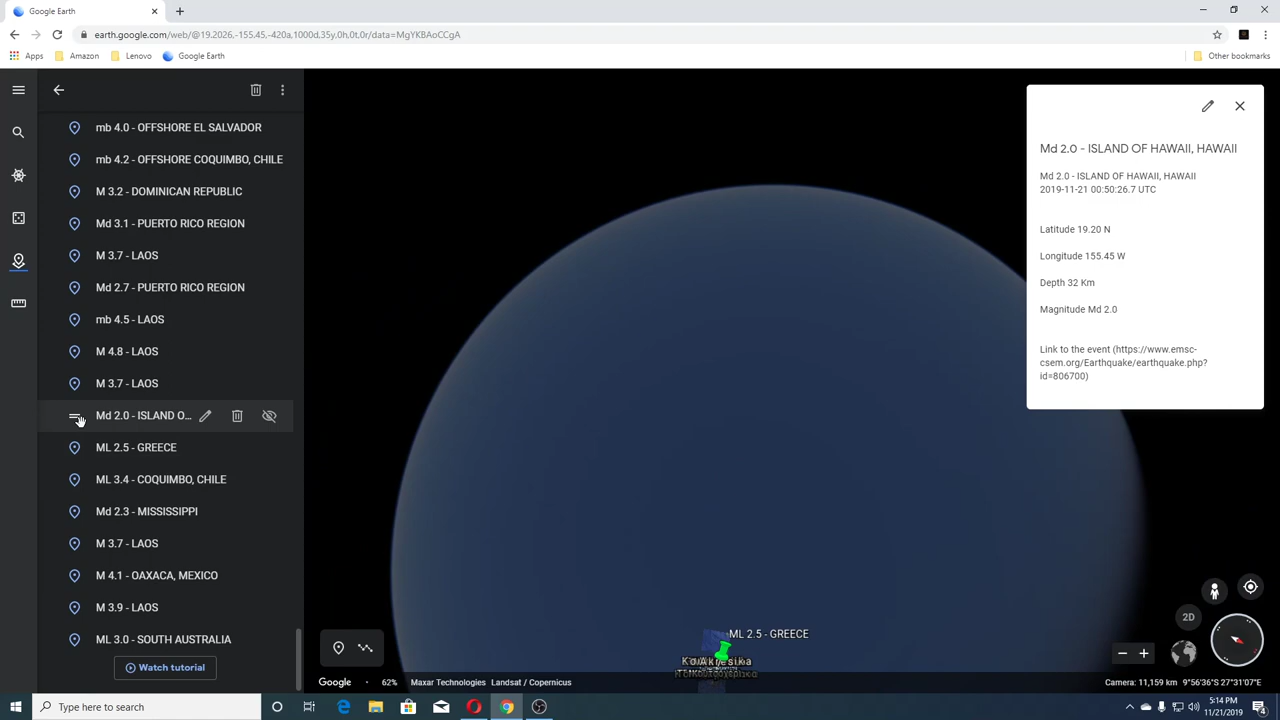 Google Earth
earth.google.com/web/@19.2026,-155.45,-420a,1000d,35y,0h,0t,0r/data=MgYKBAoCCgA
Apps
Amazon
Lenovo
Google Earth
Other bookmarks
mb 4.0 - OFFSHORE EL SALVADOR
mb 4.2 - OFFSHORE COQUIMBO, CHILE
M 3.2 - DOMINICAN REPUBLIC
Md 3.1 - PUERTO RICO REGION
M 3.7 - LAOS
Md 2.7 - PUERTO RICO REGION
mb 4.5 - LAOS
M 4.8 - LAOS
M 3.7 - LAOS
Md 2.0 - ISLAND O...
ML 2.5 - GREECE
ML 3.4 - COQUIMBO, CHILE
Md 2.3 - MISSISSIPPI
M 3.7 - LAOS
M 4.1 - OAXACA, MEXICO
M 3.9 - LAOS
ML 3.0 - SOUTH AUSTRALIA
Watch tutorial
Md 2.0 - ISLAND OF HAWAII, HAWAII
Md 2.0 - ISLAND OF HAWAII, HAWAII
2019-11-21 00:50:26.7 UTC
Latitude 19.20 N
Longitude 155.45 W
Depth 32 Km
Magnitude Md 2.0
Link to the event (https://www.emsc-
csem.org/Earthquake/earthquake.php?
id=806700)
ML 2.5 - GREECE
2D
Google
62%
Maxar Technologies
Landsat / Copernicus
Camera: 11,159 km
9°56'36"S 27°31'07"E
Type here to search
5:14 PM
11/21/2019
4